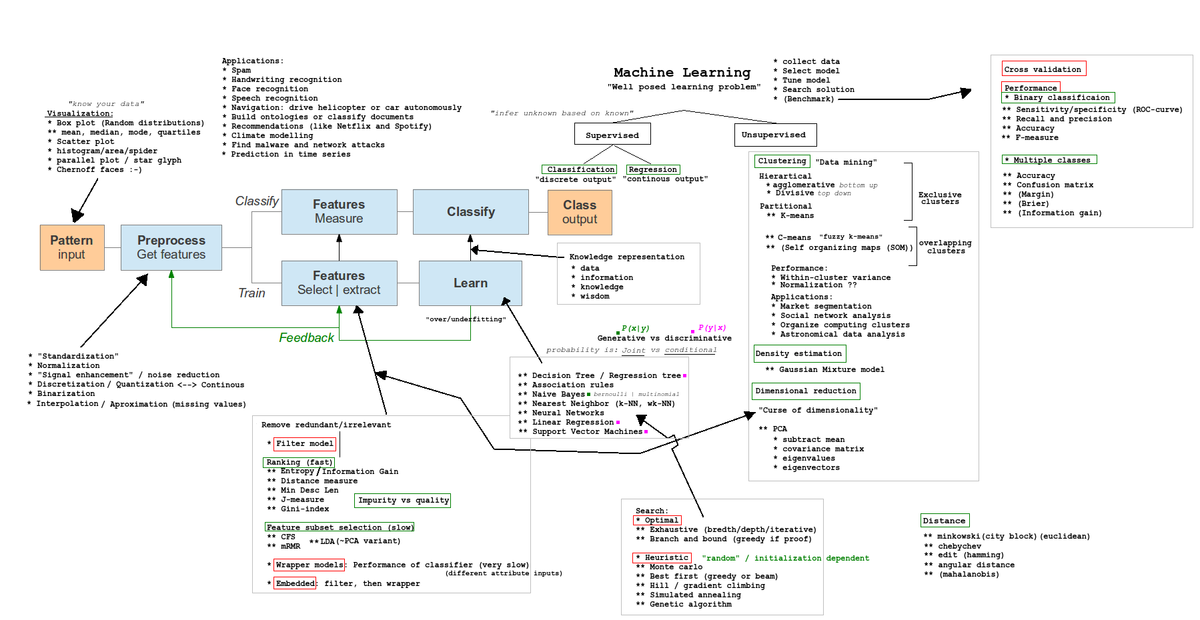 Applications:
* Spam
* Handwriting recognition
* Face recognition
* Speech recognition
* Navigation: drive helicopter or car autonomously
* Build ontologies or classify documents
* Recommendations (like Netflix and Spotify)
* Climate modelling
* Find malware and network attacks
* Prediction in time series
"know your data"
Visualization:
* Box plot (Random distributions)
** mean, median, mode, quartiles
* Scatter plot
* histogram/area/spider
* parallel plot / star glyph
* Chernoff faces :-)
Machine Learning
"Well posed learning problem"
* collect data
* Select model
* Tune model
* Search solution
* (Benchmark)
"infer unknown based on known"
Supervised
Unsupervised
Classification
"discrete output"
Regression
"continous output"
Cross validation
Performance
* Binary classificaion
** Sensitivity/specificity (ROC-curve)
** Recall and precision
** Accuracy
** F-measure
* Multiple classes
** Accuracy
** Confusion matrix
** (Margin)
** (Brier)
** (Information gain)
Clustering "Data mining"
Hierartical
* agglomerative bottom up
* Divisive top down
Partitional
** K-means
Exclusive
clusters
** C-means "fuzzy k-means"
** (Self organizing maps (SOM))
overlapping
clusters
Performance:
* Within-cluster variance
* Normalization ??
Applications:
* Market segmentation
* Social network analysis
* Organize computing clusters
* Astronomical data analysis
Density estimation
** Gaussian Mixture model
Dimensional reduction
"Curse of dimensionality"
** PCA
* subtract mean
* covariance matrix
* eigenvalues
* eigenvectors
Classify
Pattern
input
Preprocess
Get features
Features
Measure
Classify
Class
output
Train
Features
Select | extract
Learn
Feedback
"over/underfitting"
Knowledge representation
* data
* information
* knowledge
* wisdom
P(x|y)
P(y|x)
Generative vs discriminative
probability is: Joint vs conditional
** Decision Tree / Regression tree
** Association rules
** Naive Bayes bernoulli | multinomial
** Nearest Neighbor (k-NN, wk-NN)
** Neural Networks
** Linear Regression
** Support Vector Machines
* "Standardization"
* Normalization
* "Signal enhancement" / noise reduction
* Discretization/ Quantization <--> Continous
* Binarization
* Interpolation / Aproximation (missing values)
Remove redundant/irrelevant
* Filter model
Ranking (fast)
** Entropy/Information Gain
** Distance measure
** Min Desc Len
** J-measure
** Gini-index
Impurity vs quality
Feature subset selection (slow)
** CFS
** mRMR
**LDA(~PCA variant)
* Wrapper models: Performance of classifier (very slow)
(different attribute inputs)
* Embedded: filter, then wrapper
Search:
* Optimal
** Exhaustive (bredth/depth/iterative)
** Branch and bound (greedy if proof)
* Heuristic "random" / initialization dependent
** Monte carlo
** Best first (greedy or beam)
** Hill / gradient climbing
** Simulated annealing
** Genetic algorithm
Distance
** minkowski(city block)(euclidean)
** chebychev
** edit (hamming)
** angular distance
** (mahalanobis)